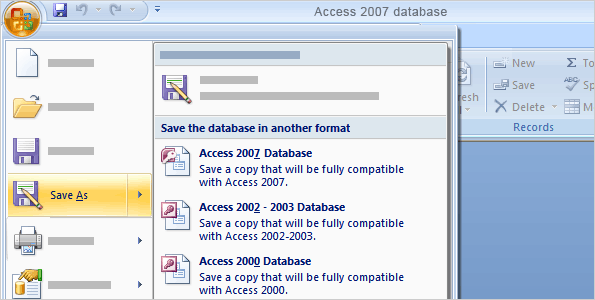 Access 2007 database
New
Save
Delete
Records
Save the database in another format
Access 2007 Database
Save a copy that will be fully compatible
with Access 2007.
Save As
Access 2002 - 2003 Database
Save a copy that will be fully compatible
with Access 2002-2003.
Access 2000 Database
Save a copy that will be fully compatible
with Access 2000.